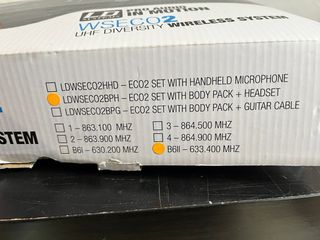 IN MOTION
WSECO2
UHF DIVERSITY WIRELESS SYSTEM
LDWSECO2HHD – ECO2 SET WITH HANDHELD MICROPHONE
LDWSECO2BPH – ECO2 SET WITH BODY PACK + HEADSET
LDWSECO2BPG – ECO2 SET WITH BODY PACK + GUITAR CABLE
1 – 863.100 MHZ 3 – 864.500 MHZ
2 – 863.900 MHZ 4 – 864.900 MHZ
B6I – 630.200 MHZ B6II – 633.400 MHZ
STEM